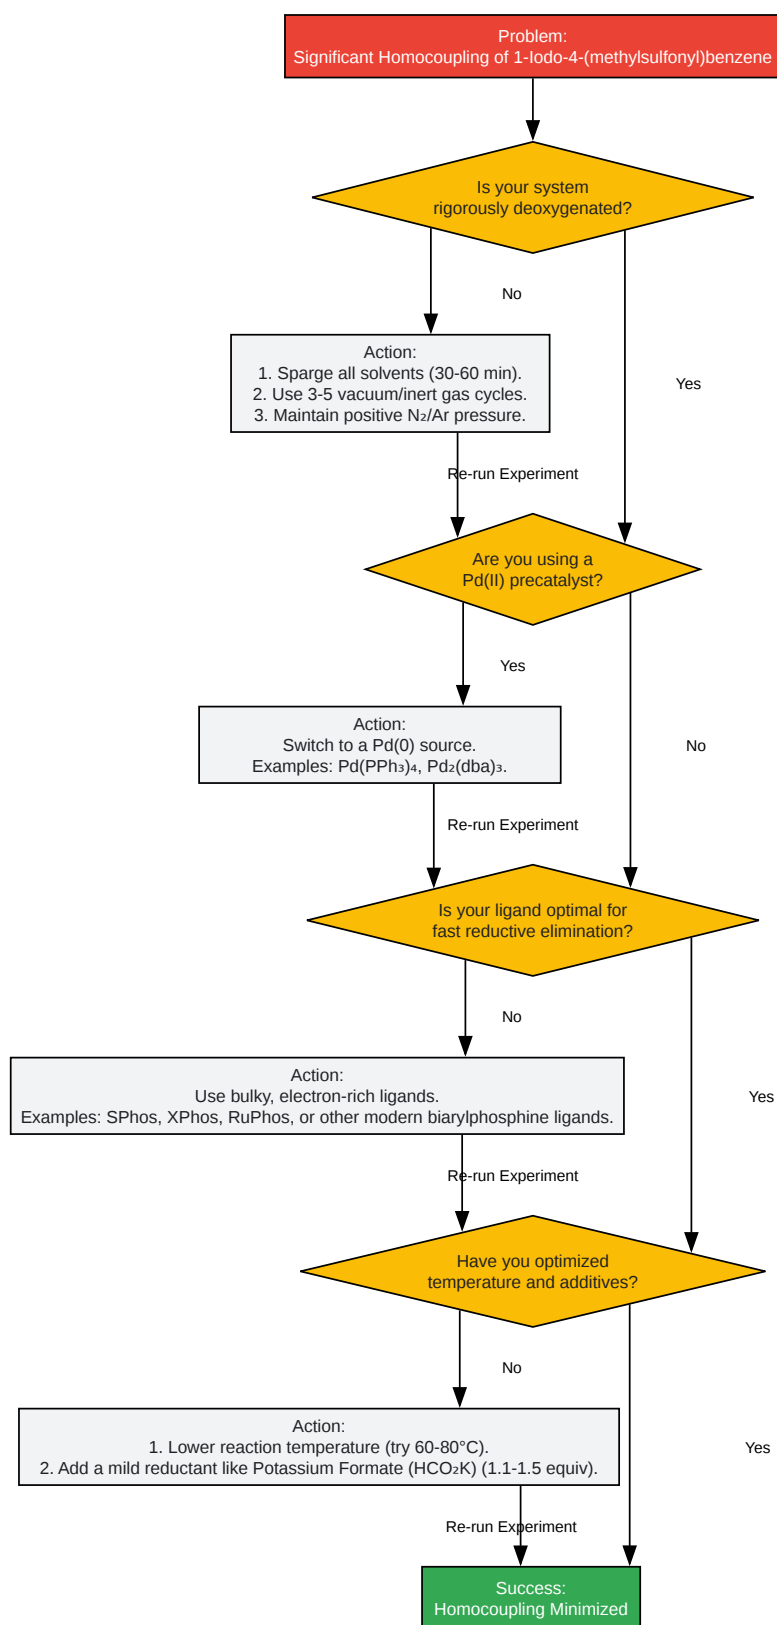 Problem:
Significant Homocoupling of 1-Iodo-4-(methylsulfonyl)benzene
Is your system
rigorously deoxygenated?
No
Action:
1. Sparge all solvents (30-60 min).
2. Use 3-5 vacuum/inert gas cycles.
3. Maintain positive N₂/Ar pressure.
Yes
Re-run Experiment
Are you using a
Pd(II) precatalyst?
Yes
Action:
Switch to a Pd(0) source.
Examples: Pd(PPh₃)₄, Pd₂(dba)₃.
No
Re-run Experiment
Is your ligand optimal for
fast reductive elimination?
No
Action:
Use bulky, electron-rich ligands.
Examples: SPhos, XPhos, RuPhos, or other modern biarylphosphine ligands.
Yes
Re-run Experiment
Have you optimized
temperature and additives?
No
Action:
1. Lower reaction temperature (try 60-80°C).
2. Add a mild reductant like Potassium Formate (HCO₂K) (1.1-1.5 equiv).
Yes
Re-run Experiment
Success:
Homocoupling Minimized